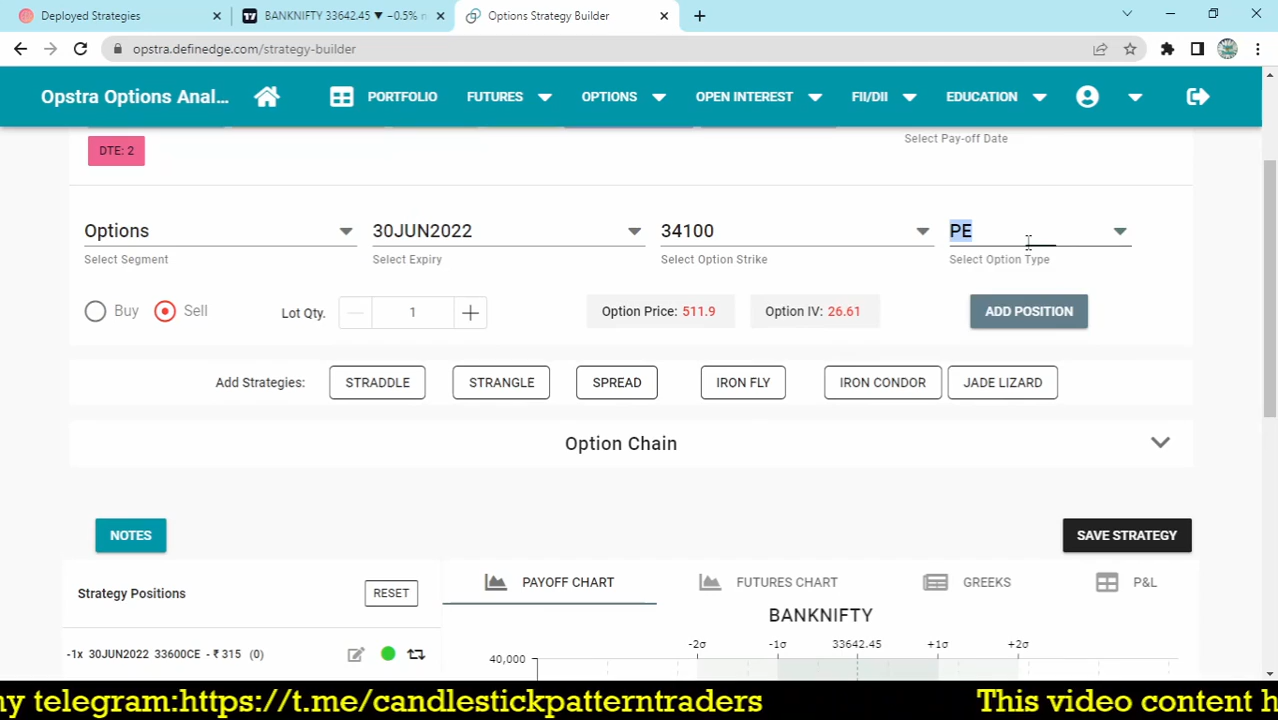 Deployed Strategies
BANKNIFTY 33642.45 ▼ −0.5%
Options Strategy Builder
opstra.definedge.com/strategy-builder
Opstra Options Anal...
PORTFOLIO
FUTURES
OPTIONS
OPEN INTEREST
FII/DII
EDUCATION
DTE: 2
Select Pay-off Date
Options
30JUN2022
34100
PE
Select Segment
Select Expiry
Select Option Strike
Select Option Type
Buy
Sell
Lot Qty.
1
Option Price: 511.9
Option IV: 26.61
ADD POSITION
Add Strategies:
STRADDLE
STRANGLE
SPREAD
IRON FLY
IRON CONDOR
JADE LIZARD
Option Chain
NOTES
SAVE STRATEGY
Strategy Positions
RESET
PAYOFF CHART
FUTURES CHART
GREEKS
P&L
BANKNIFTY
-2σ
-1σ
33642.45
+1σ
+2σ
-1x 30JUN2022 33600CE - ₹ 315 (0)
40,000
ny telegram:https://t.me/candlestickpatterntraders
This video content h